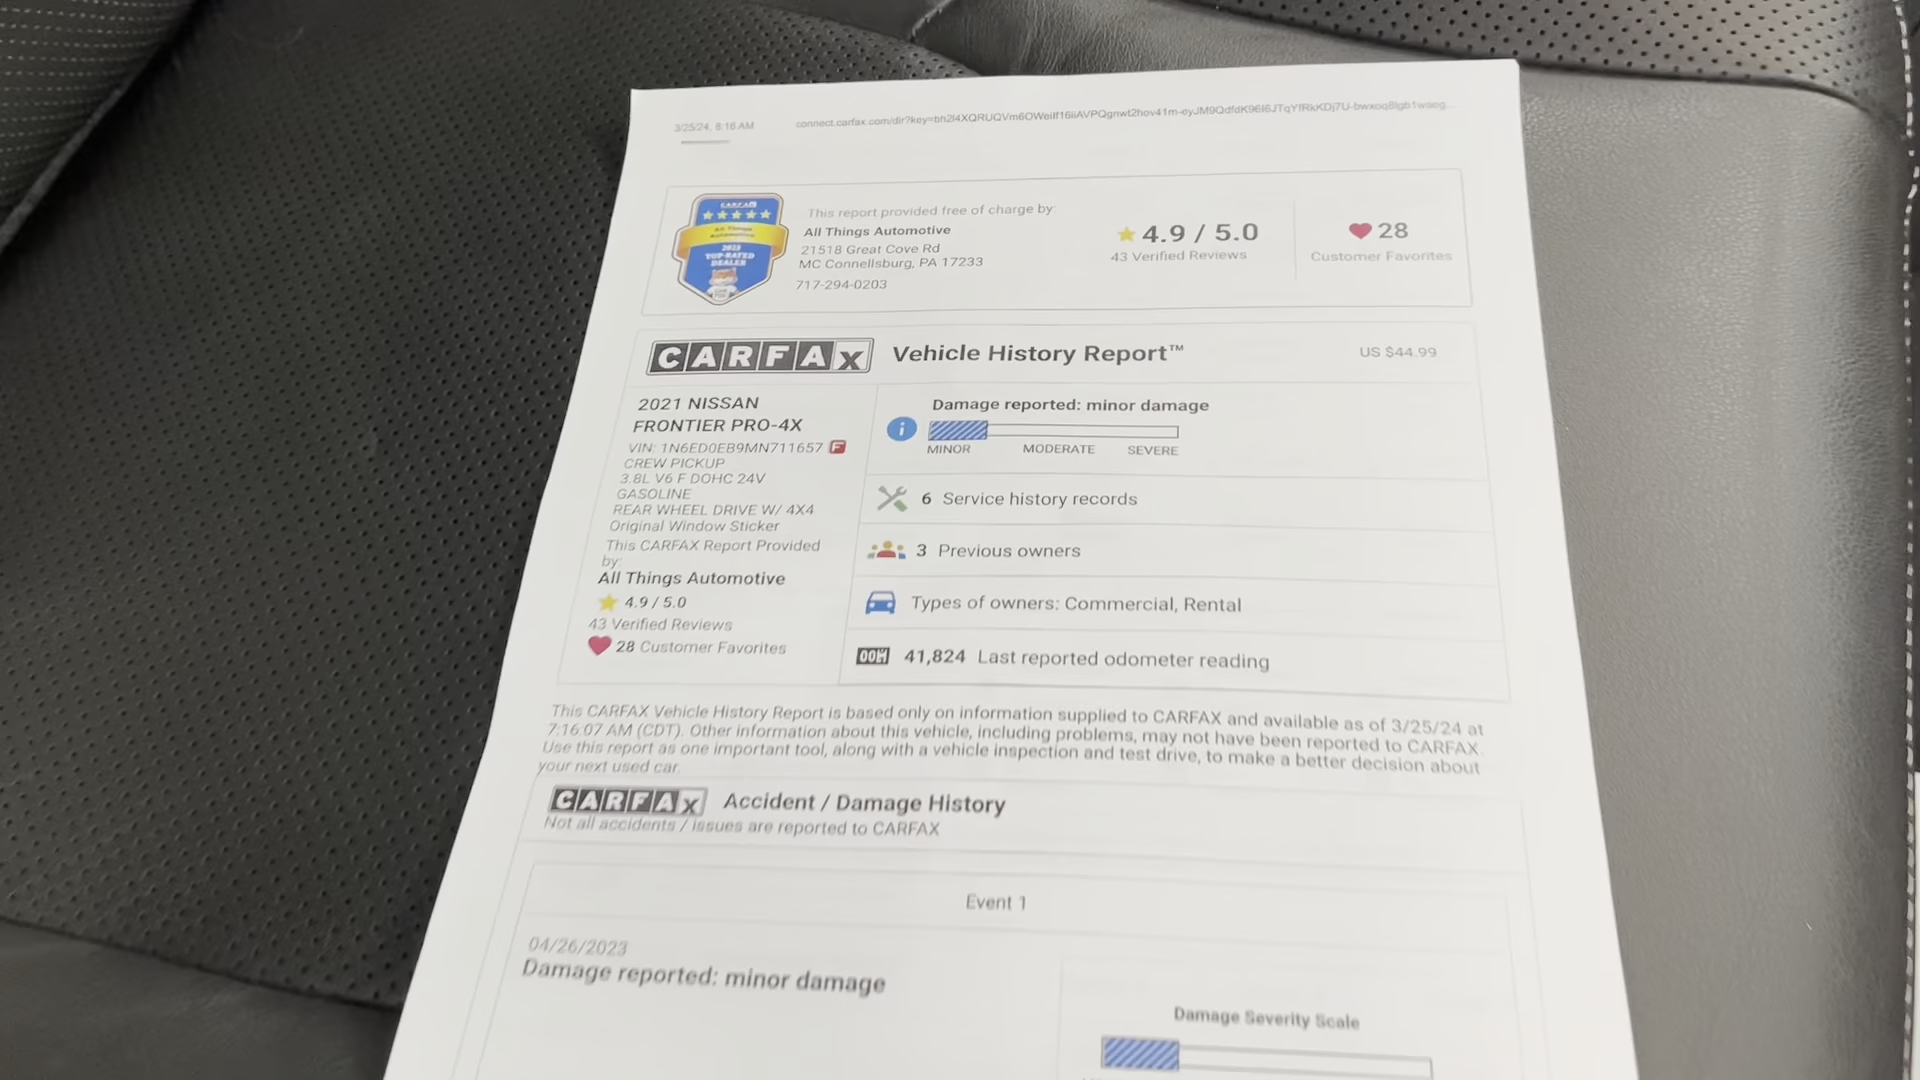 3/25/24, 8:16 AM
CARFAX
All Things
Automotive
2023
TOP-RATED
DEALER
This report provided free of charge by:
All Things Automotive
21518 Great Cove Rd
MC Connellsburg, PA 17233
717-294-0203
4.9 / 5.0
43 Verified Reviews
28
Customer Favorites
CARFAX Vehicle History Report™
US $44.99
2021 NISSAN
FRONTIER PRO-4X
VIN: 1N6ED0EB9MN711657
CREW PICKUP
3.8L V6 F DOHC 24V
GASOLINE
REAR WHEEL DRIVE W/ 4X4
Original Window Sticker
This CARFAX Report Provided
by:
All Things Automotive
4.9 / 5.0
43 Verified Reviews
28 Customer Favorites
Damage reported: minor damage
MINOR MODERATE SEVERE
6 Service history records
3 Previous owners
Types of owners: Commercial, Rental
41,824 Last reported odometer reading
This CARFAX Vehicle History Report is based only on information supplied to CARFAX and available as of 3/25/24 at
7:16:07 AM (CDT). Other information about this vehicle, including problems, may not have been reported to CARFAX.
Use this report as one important tool, along with a vehicle inspection and test drive, to make a better decision about
your next used car.
CARFAX Accident / Damage History
Not all accidents / issues are reported to CARFAX
Event 1
04/26/2023
Damage reported: minor damage
Damage Severity Scale